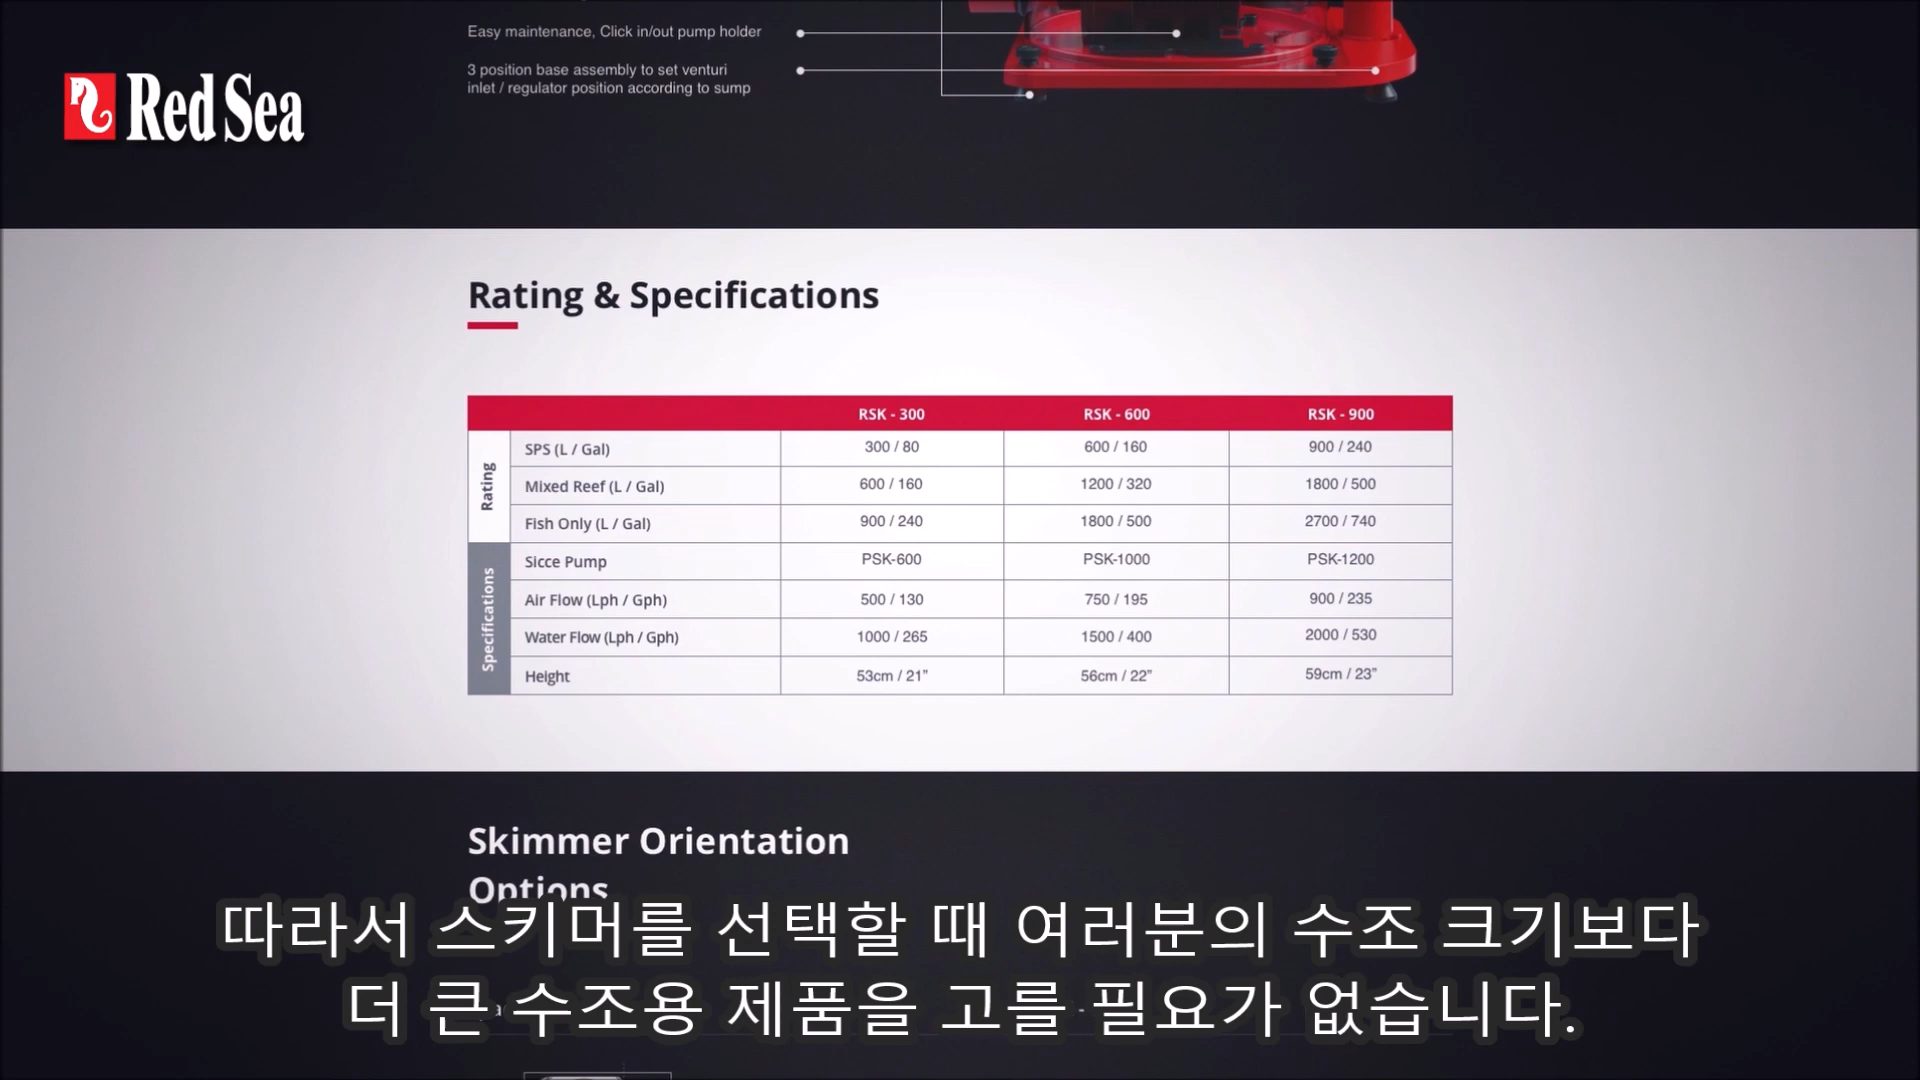 Easy maintenance, Click in/out pump holder
3 position base assembly to set venturi
inlet / regulator position according to sump
Red Sea
Rating & Specifications
RSK - 300 RSK - 600 RSK - 900
Rating
SPS (L / Gal) 300 / 80 600 / 160 900 / 240
Mixed Reef (L / Gal) 600 / 160 1200 / 320 1800 / 500
Fish Only (L / Gal) 900 / 240 1800 / 500 2700 / 740
Specifications
Sicce Pump PSK-600 PSK-1000 PSK-1200
Air Flow (Lph / Gph) 500 / 130 750 / 195 900 / 235
Water Flow (Lph / Gph) 1000 / 265 1500 / 400 2000 / 530
Height 53cm / 21” 56cm / 22” 59cm / 23”
Skimmer Orientation
Options
따라서 스키머를 선택할 때 여러분의 수조 크기보다
더 큰 수조용 제품을 고를 필요가 없습니다.